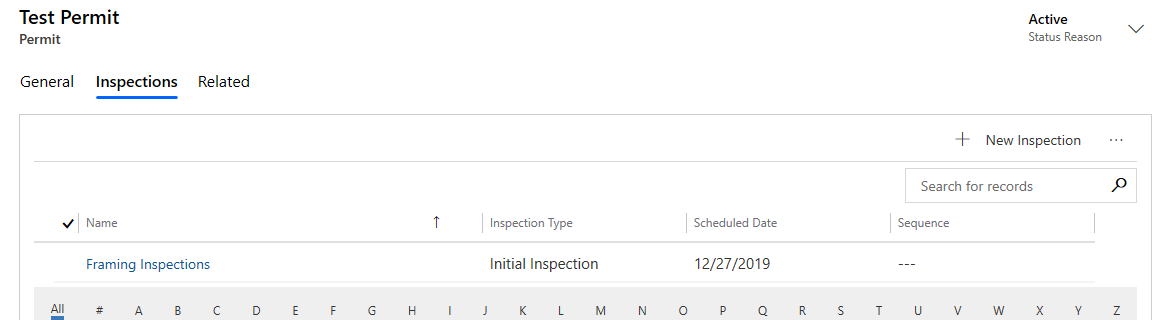 Test Permit
Permit
Active
Status Reason
General Inspections Related
New Inspection ...
Search for records
Name Inspection Type Scheduled Date Sequence
Framing Inspections Initial Inspection 12/27/2019 ---
All # A B C D E F G H I J K L M N O P Q R S T U V W X Y Z